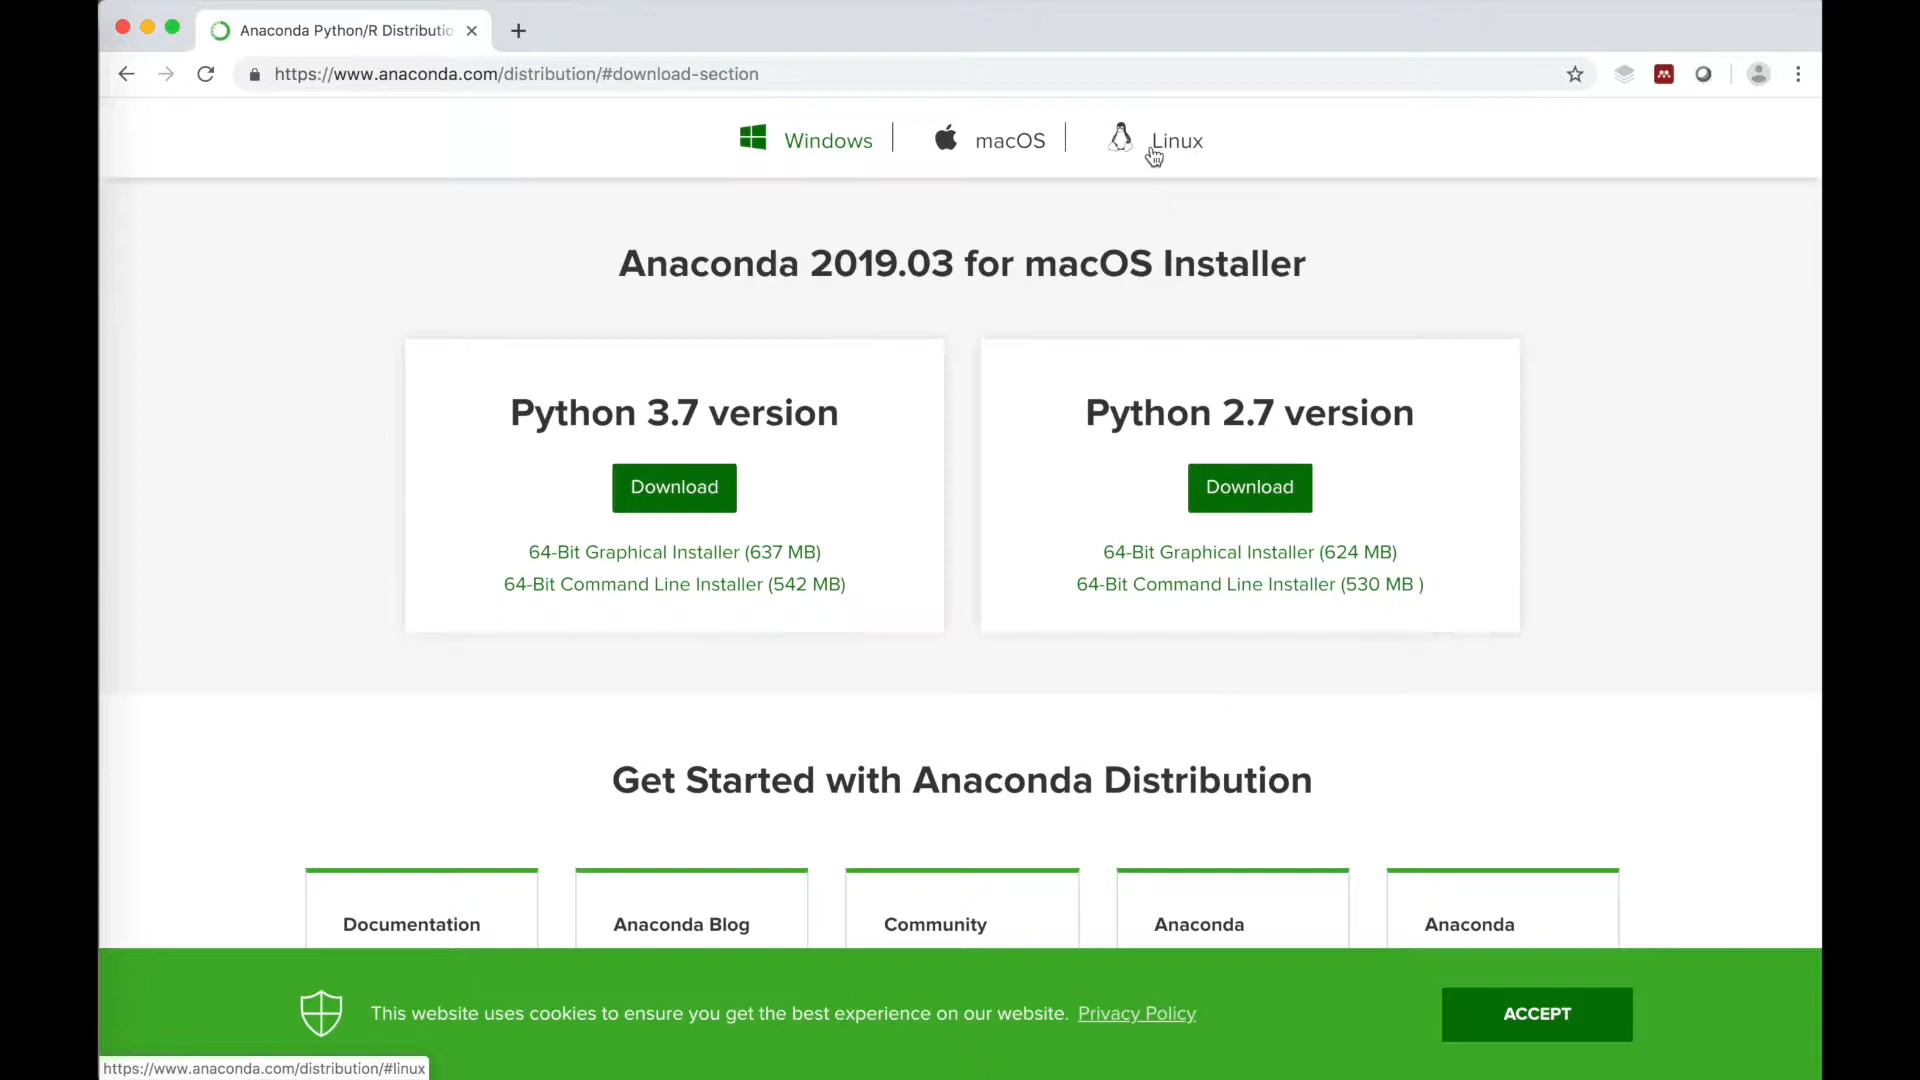 Anaconda Python/R Distributio
https://www.anaconda.com/distribution/#download-section
Windows
macOS
Linux
Anaconda 2019.03 for macOS Installer
Python 3.7 version
Download
64-Bit Graphical Installer (637 MB)
64-Bit Command Line Installer (542 MB)
Python 2.7 version
Download
64-Bit Graphical Installer (624 MB)
64-Bit Command Line Installer (530 MB )
Get Started with Anaconda Distribution
Documentation
Anaconda Blog
Community
Anaconda
Anaconda
This website uses cookies to ensure you get the best experience on our website. Privacy Policy
ACCEPT
https://www.anaconda.com/distribution/#linux